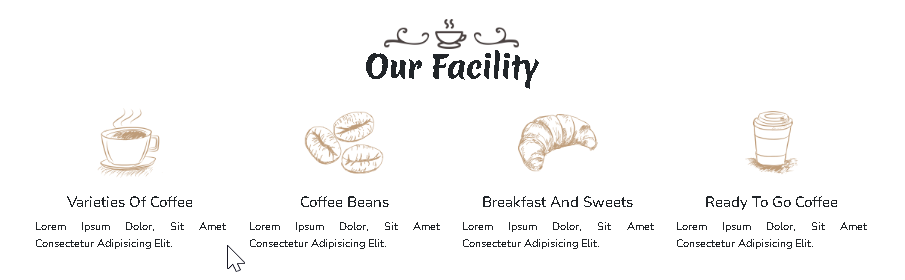 Our Facility
Varieties Of Coffee
Lorem Ipsum Dolor, Sit Amet
Consectetur Adipisicing Elit.
Coffee Beans
Lorem Ipsum Dolor, Sit Amet
Consectetur Adipisicing Elit.
Breakfast And Sweets
Lorem Ipsum Dolor, Sit Amet
Consectetur Adipisicing Elit.
Ready To Go Coffee
Lorem Ipsum Dolor, Sit Amet
Consectetur Adipisicing Elit.